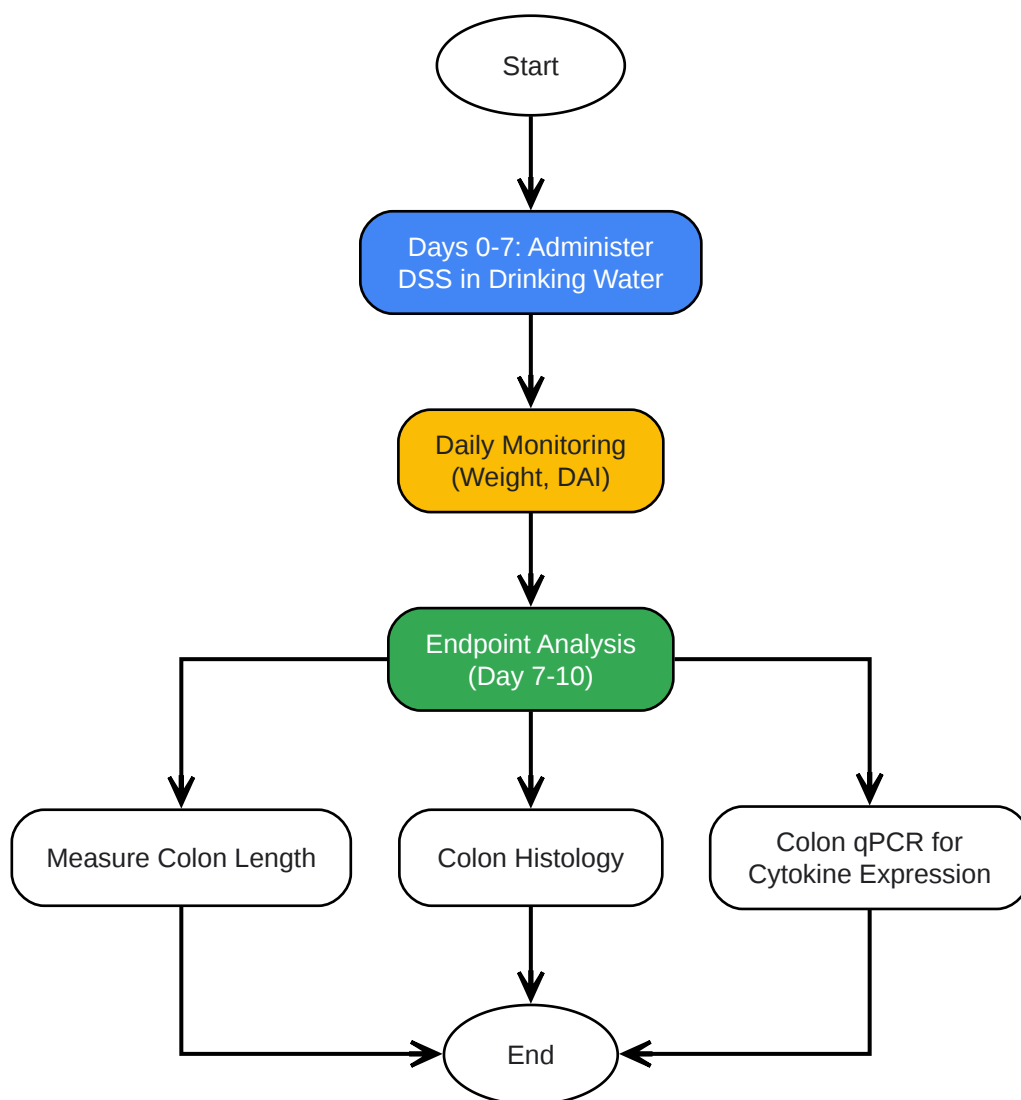 Start
Days 0-7: Administer
DSS in Drinking Water
Daily Monitoring
(Weight, DAI)
Endpoint Analysis
(Day 7-10)
Measure Colon Length
Colon Histology
Colon qPCR for
Cytokine Expression
End